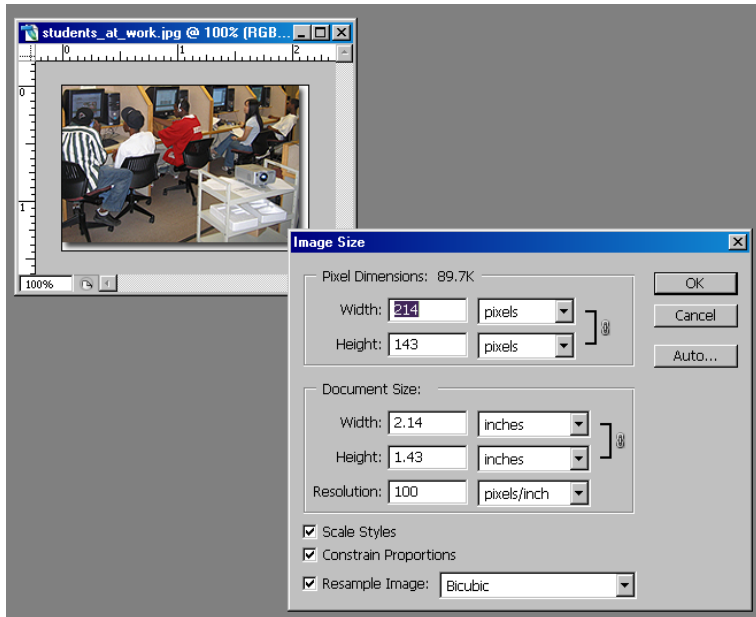 students_at_work.jpg @ 100% (RGB...
0 1 2
0
1
100%
Image Size
Pixel Dimensions: 89.7K
Width: 214 pixels
Height: 143 pixels
Document Size:
Width: 2.14 inches
Height: 1.43 inches
Resolution: 100 pixels/inch
Scale Styles
Constrain Proportions
Resample Image: Bicubic
OK
Cancel
Auto...